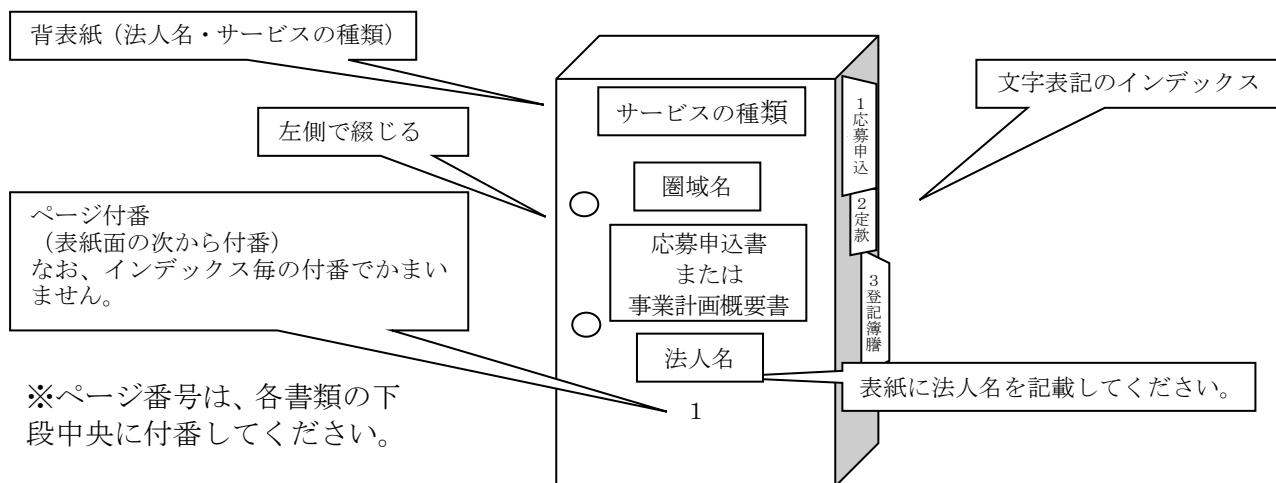 背表紙（法人名・サービスの種類）
文字表記のインデックス
サービスの種類
1応募申込
左側で綴じる
圏域名
2定款
ページ付番
（表紙面の次から付番）
なお、インデックス毎の付番でかまい
ません。
応募申込書
または
事業計画概要書
3登記簿謄
法人名
表紙に法人名を記載してください。
※ページ番号は、各書類の下
段中央に付番してください。
1